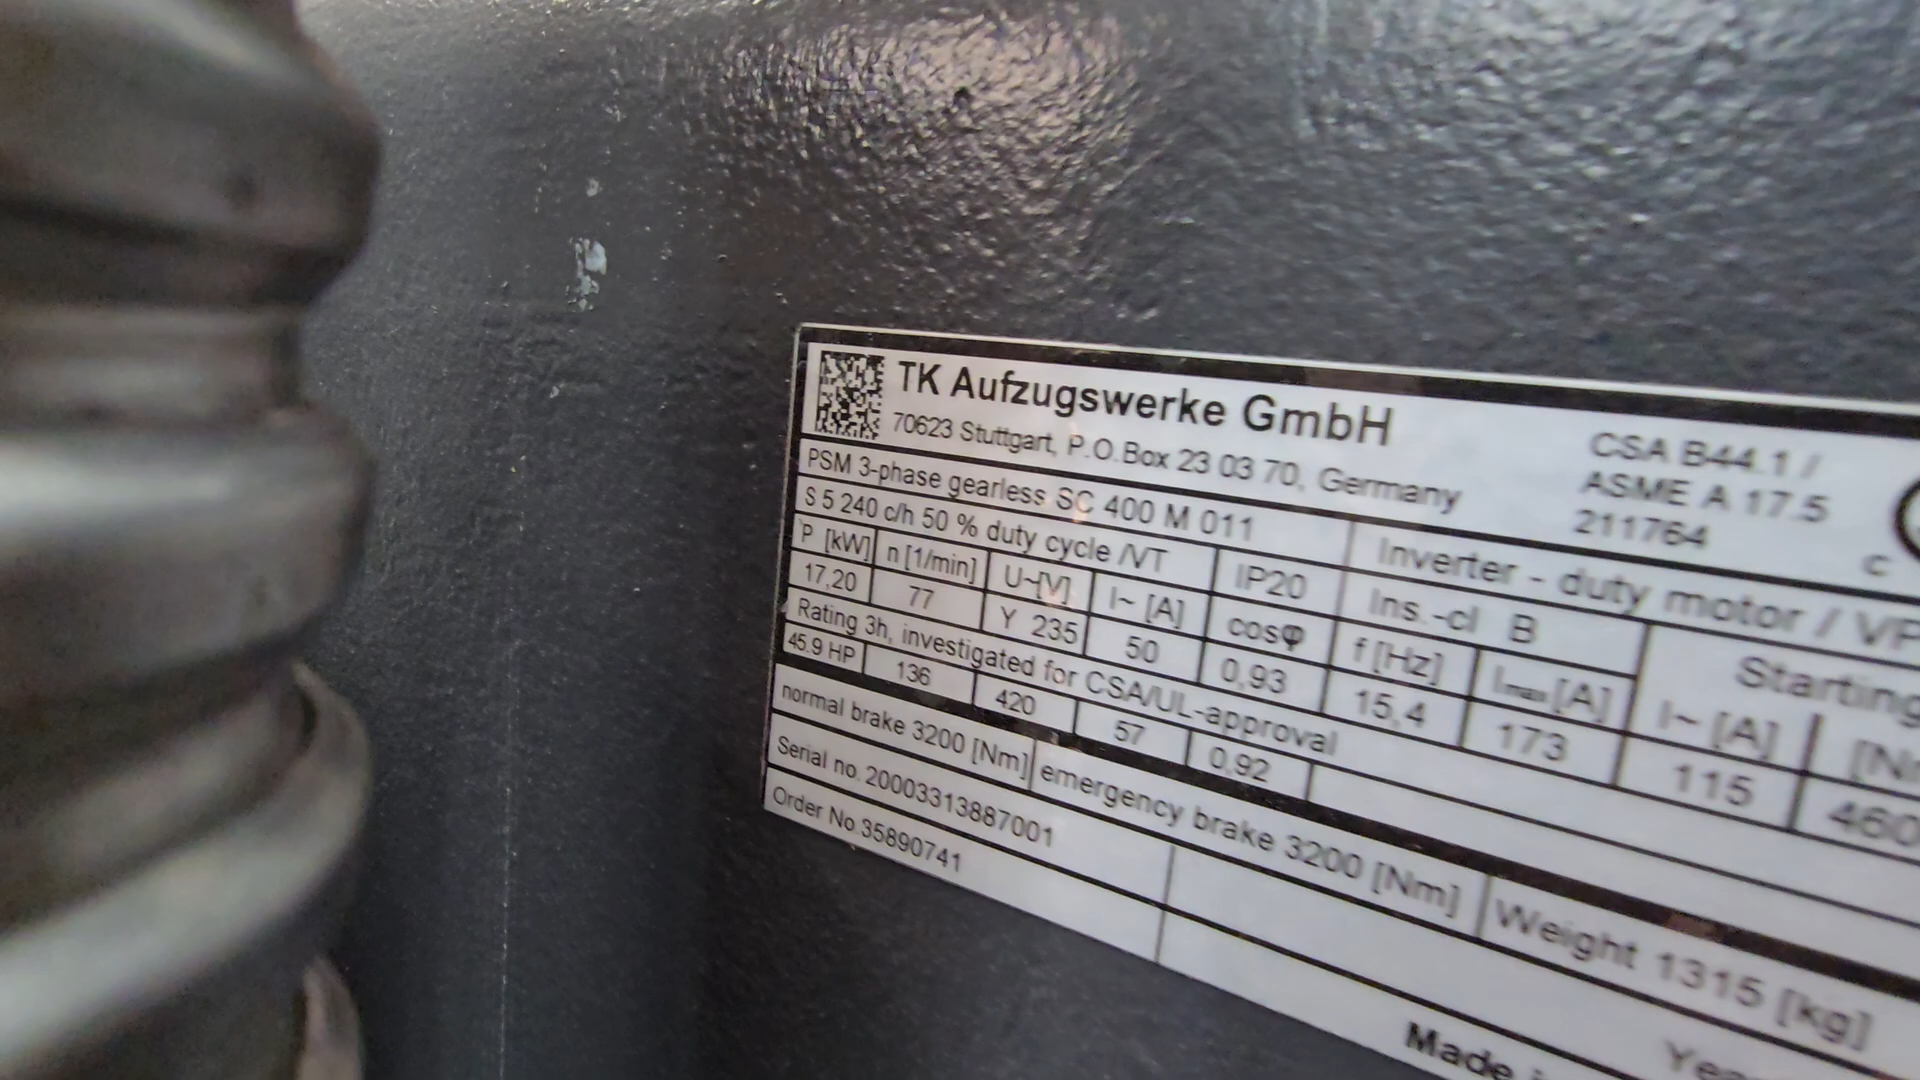 TK Aufzugswerke GmbH
70623 Stuttgart, P.O.Box 23 03 70, Germany
CSA B44.1 /
ASME A 17.5
211764
C
PSM 3-phase gearless SC 400 M 011
Inverter - duty motor /
S 5 240 c/h 50 % duty cycle /VT
IP20
Ins.-cl B
Starting
P [kW] n [1/min] U~[V] I~ [A] cosφ f [Hz] Imax [A] I~ [A]
17,20 77 Y 235 50 0,93 15,4 173 115 460
Rating 3h, investigated for CSA/UL-approval
45.9 HP 136 420 57 0,92
normal brake 3200 [Nm] emergency brake 3200 [Nm] Weight 1315 [kg]
Serial no. 20003313887001
Order No.35890741
Made